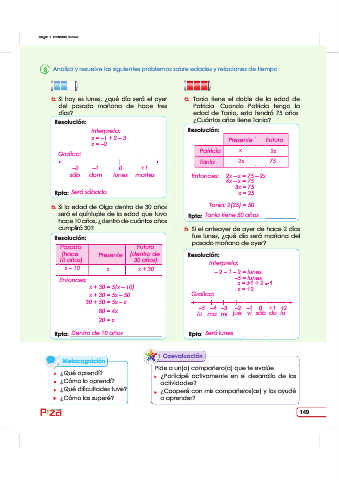 8 Analiza y resuelve los siguientes problemas sobre edades y relaciones de tiempo
Si hoy es lunes, ¿qué día será el ayer
del pasado mañana de hace tres
días?
Resolución:
Interpreta:
x = –1 + 2 – 3
x = –2
Grafica:
–2 –1 0 +1
sáb dom lunes martes
Rpta: Será sábado
b. Si la edad de Olga dentro de 30 años
será el quíntuple de la edad que tuvo
hace 10 años, ¿dentro de cuántos años
cumplirá 30?
Resolución:
Pasado
(hace
10 años)
Presente
Futuro
(dentro de
30 años)
x – 10 x x + 30
Entonces:
x + 30 = 5(x – 10)
x + 30 = 5x – 50
30 + 50 = 5x – x
80 = 4x
20 = x
Rpta: Dentro de 10 años
Tania tiene el doble de la edad de
Patricia. Cuando Patricia tenga la
edad de Tania, esta tendrá 75 años.
¿Cuántos años tiene Tania?
Resolución:
Presente Futuro
Patricia x 2x
Tania 2x 75
Entonces: 2x – x = 75 – 2x
3x = 75
x = 25
Tania: 2(25) = 50
Rpta: Tania tiene 50 años
Si el anteayer de ayer de hace 2 días
fue lunes, ¿qué día será mañana del
pasado mañana de ayer?
Resolución:
Interpreta:
– 2 – 1 – 2 = lunes
–5 = lunes
Grafica:
–5 –4 –3 –2 –1 0 +1 +2
lu ma mi jue vi sáb do lu
Rpta: Será lunes
Metacognición
¿Qué aprendí?
¿Cómo lo aprendí?
¿Qué dificultades tuve?
¿Cómo las superé?
Coevaluación
Pide a un(a) compañero(a) que te evalúe
¿Participé activamente en el desarrollo de las
actividades?
¿Cooperé con mis compañeros(as) y los ayudé
a aprender?
149